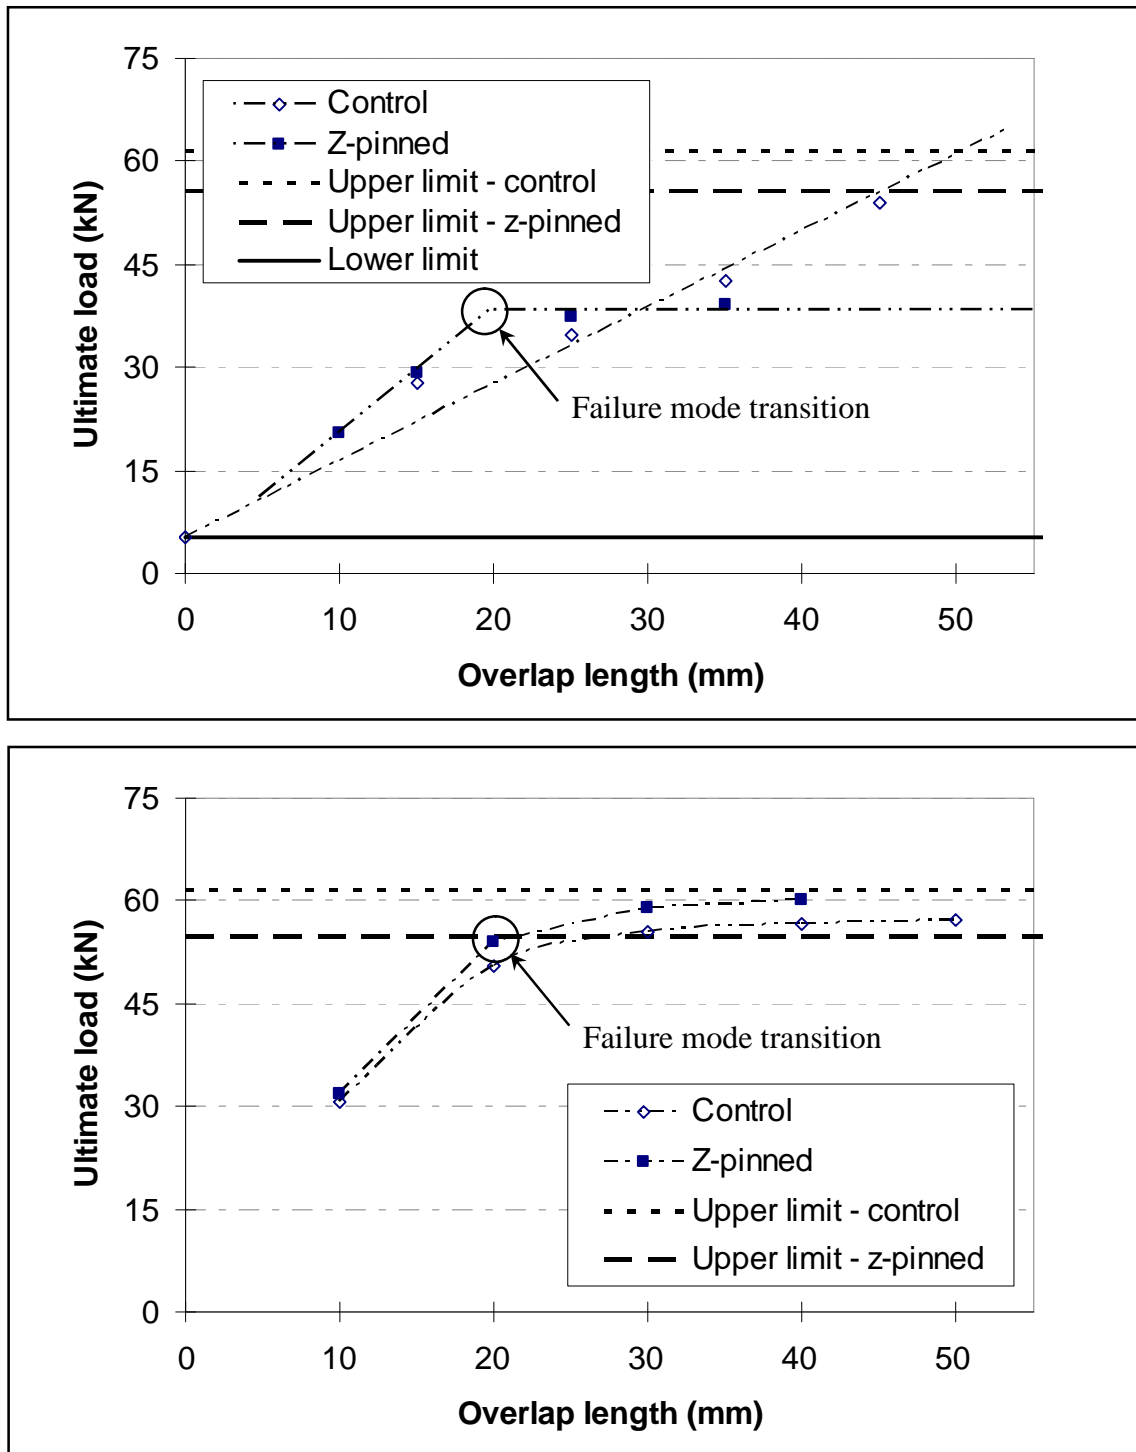 75
60
45
30
15
0
Ultimate load (kN)
Control
Z-pinned
Upper limit - control
Upper limit - z-pinned
Lower limit
Failure mode transition
0 10 20 30 40 50
Overlap length (mm)
75
60
45
30
15
0
Ultimate load (kN)
Failure mode transition
Control
Z-pinned
Upper limit - control
Upper limit - z-pinned
0 10 20 30 40 50
Overlap length (mm)